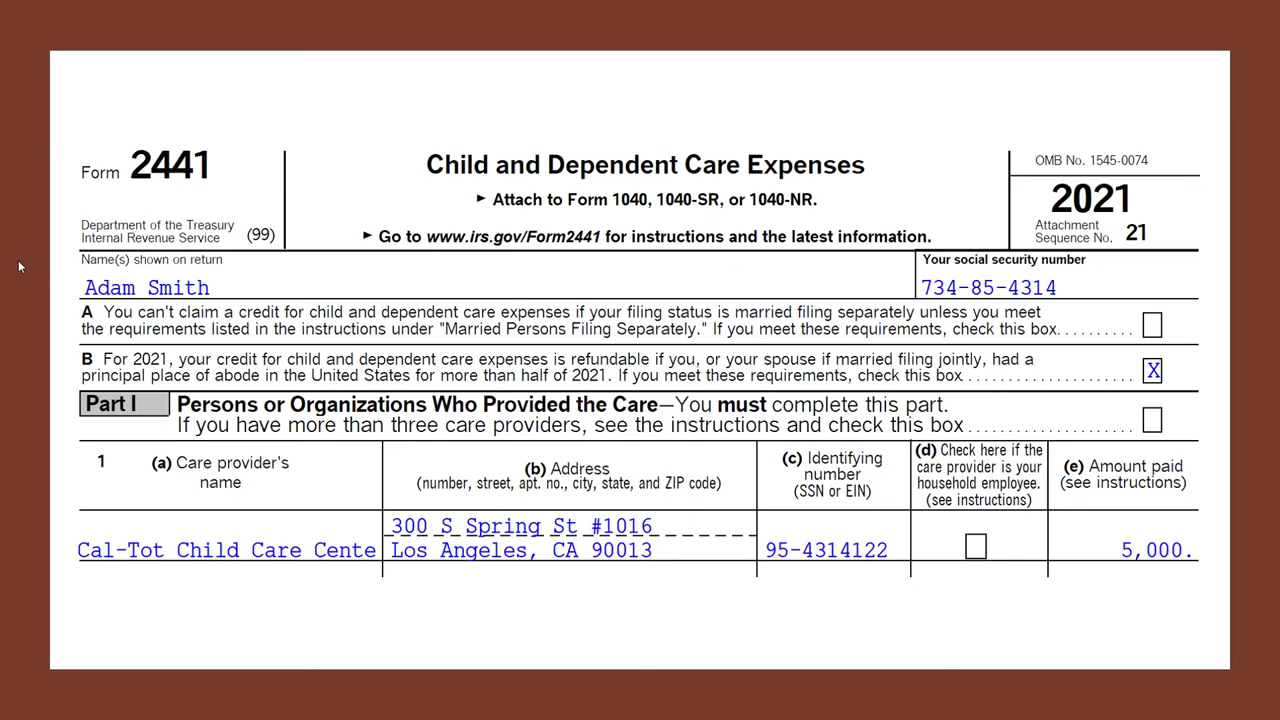 Form 2441
Department of the Treasury
Internal Revenue Service (99)
Child and Dependent Care Expenses
► Attach to Form 1040, 1040-SR, or 1040-NR.
► Go to www.irs.gov/Form2441 for instructions and the latest information.
OMB No. 1545-0074
2021
Attachment
Sequence No. 21
Name(s) shown on return
Adam Smith
Your social security number
734-85-4314
A You can't claim a credit for child and dependent care expenses if your filing status is married filing separately unless you meet
the requirements listed in the instructions under "Married Persons Filing Separately." If you meet these requirements, check this box..........
B For 2021, your credit for child and dependent care expenses is refundable if you, or your spouse if married filing jointly, had a
principal place of abode in the United States for more than half of 2021. If you meet these requirements, check this box...................... X
Part I Persons or Organizations Who Provided the Care—You must complete this part.
If you have more than three care providers, see the instructions and check this box.....................
1 (a) Care provider's
name
(b) Address
(number, street, apt. no., city, state, and ZIP code)
(c) Identifying
number
(SSN or EIN)
(d) Check here if the
care provider is your
household employee.
(see instructions)
(e) Amount paid
(see instructions)
300 S Spring St #1016
Cal-Tot Child Care Cente Los Angeles, CA 90013 95-4314122 5,000.